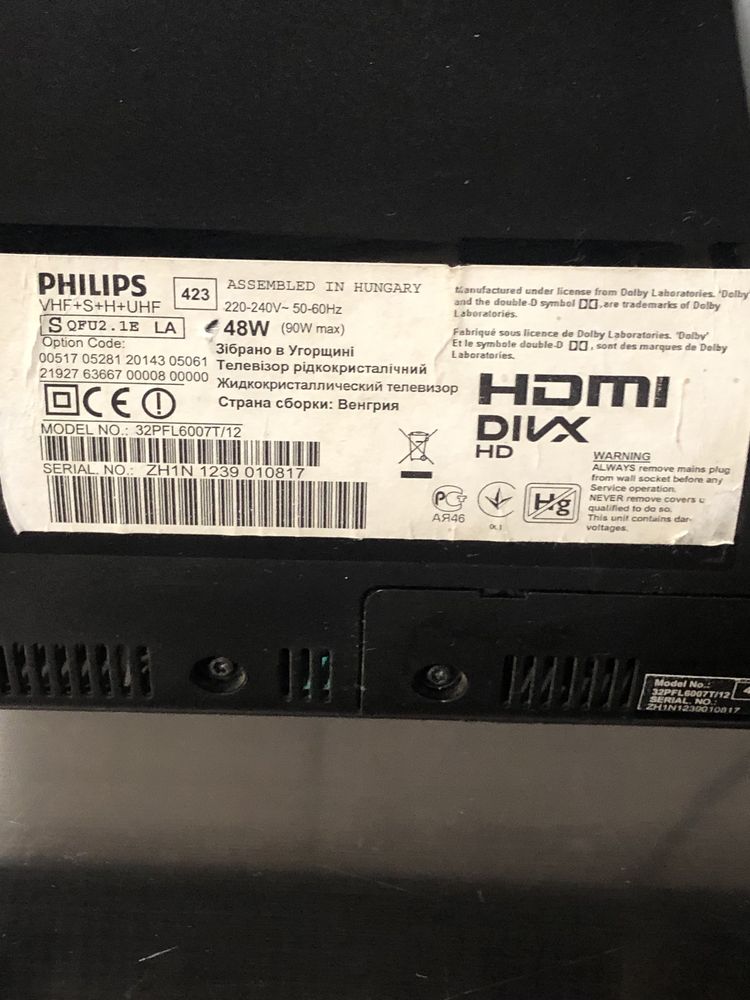 PHILIPS
VHF+S+H+UHF
423
S QFU2.1E LA
Option Code:
00517 05281 20143 05061
21927 63667 00008 00000
CE
MODEL NO.: 32PFL6007T/12
SERIAL. NO.: ZH1N 1239 010817
ASSEMBLED IN HUNGARY
220-240V~ 50-60Hz
48W (90W max)
Зібрано в Угорщині
Телевізор рідкокристалічний
Жидкокристаллический телевизор
Страна сборки: Венгрия
АЯ46
Hg
Manufactured under license from Dolby Laboratories. 'Dolby'
and the double-D symbol , are trademarks of Dolby
Laboratories.
Fabriqué sous licence de Dolby Laboratories. 'Dolby'
Et le symbole double-D , sont des marques de Dolby
Laboratories.
HDMI
DIVX
HD
WARNING
ALWAYS remove mains plug
from wall socket before any
Service operation.
NEVER remove covers
qualified to do so.
This unit contains
voltages.
Model No.:
32PFL6007T/12
SERIAL. NO.:
ZH1N1239010817